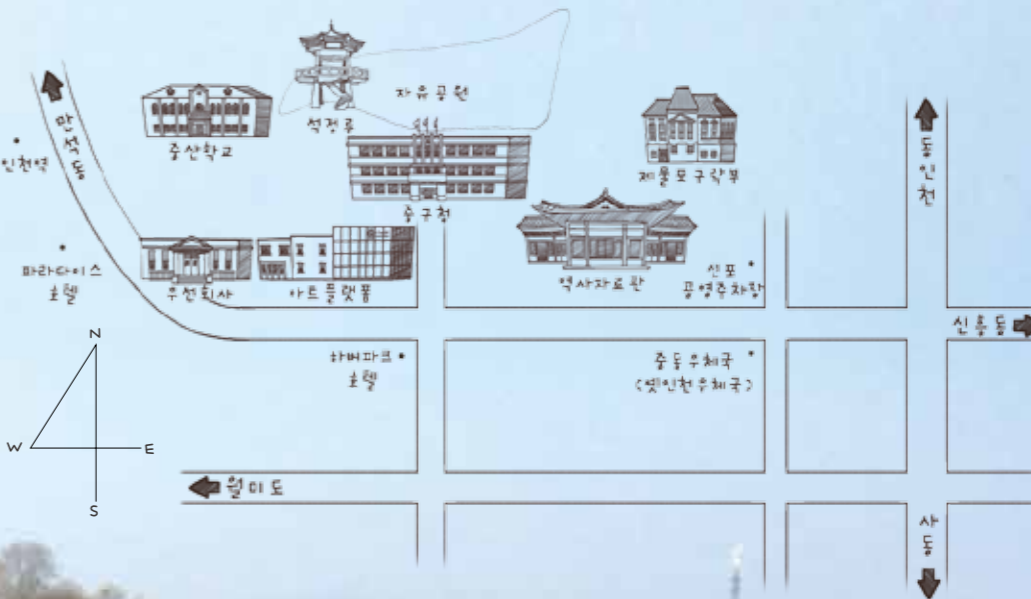 만석동
인천역
중산학교
석정루
자유공원
제물포구락부
동인천
중구청
파라다이스
호텔
우선회사
아트플랫폼
역사자료관
선포
공영주차장
신흥동
하버파크
호텔
중동우체국
(옛인천우체국)
N
W
E
S
월미도
사동